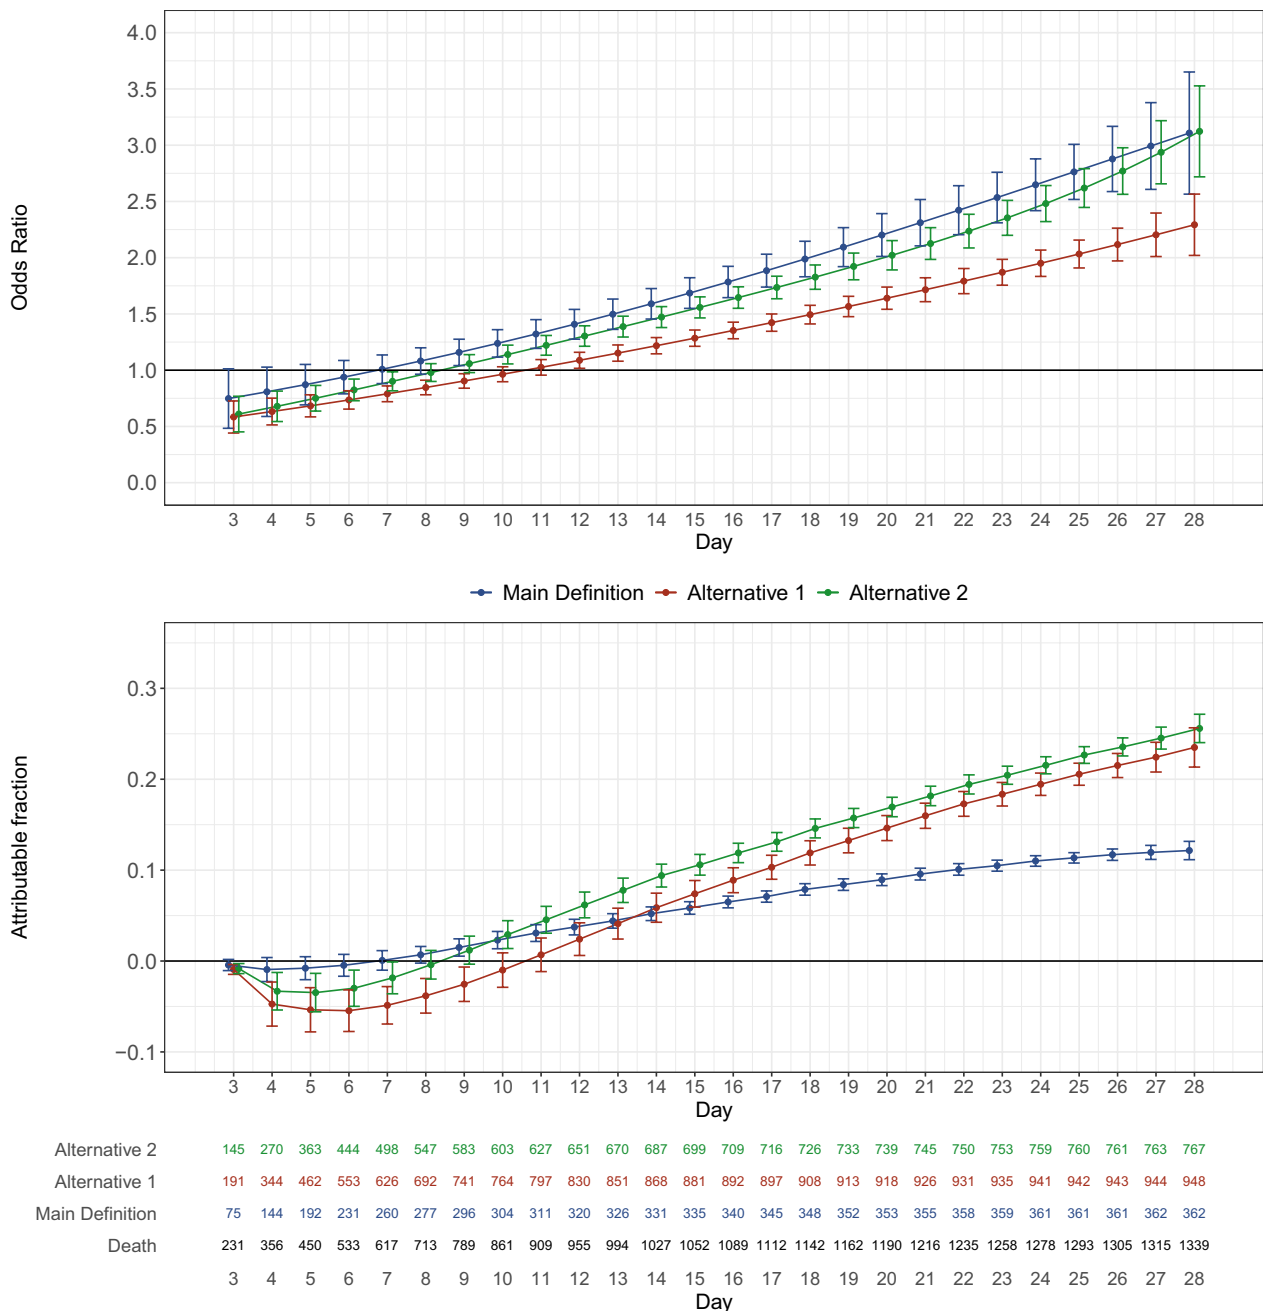 4.0
3.5
3.0
2.5
2.0
1.5
1.0
0.5
0.0
Odds Ratio
3 4 5 6 7 8 9 10 11 12 13 14 15 16 17 18 19 20 21 22 23 24 25 26 27 28
Day
Main Definition Alternative 1 Alternative 2
0.3
0.2
0.1
0.0
−0.1
Attributable fraction
3 4 5 6 7 8 9 10 11 12 13 14 15 16 17 18 19 20 21 22 23 24 25 26 27 28
Day
Alternative 2 145 270 363 444 498 547 583 603 627 651 670 687 699 709 716 726 733 739 745 750 753 759 760 761 763 767
Alternative 1 191 344 462 553 626 692 741 764 797 830 851 868 881 892 897 908 913 918 926 931 935 941 942 943 944 948
Main Definition 75 144 192 231 260 277 296 304 311 320 326 331 335 340 345 348 352 353 355 358 359 361 361 361 362 362
Death 231 356 450 533 617 713 789 861 909 955 994 1027 1052 1089 1112 1142 1162 1190 1216 1235 1258 1278 1293 1305 1315 1339
3 4 5 6 7 8 9 10 11 12 13 14 15 16 17 18 19 20 21 22 23 24 25 26 27 28
Day